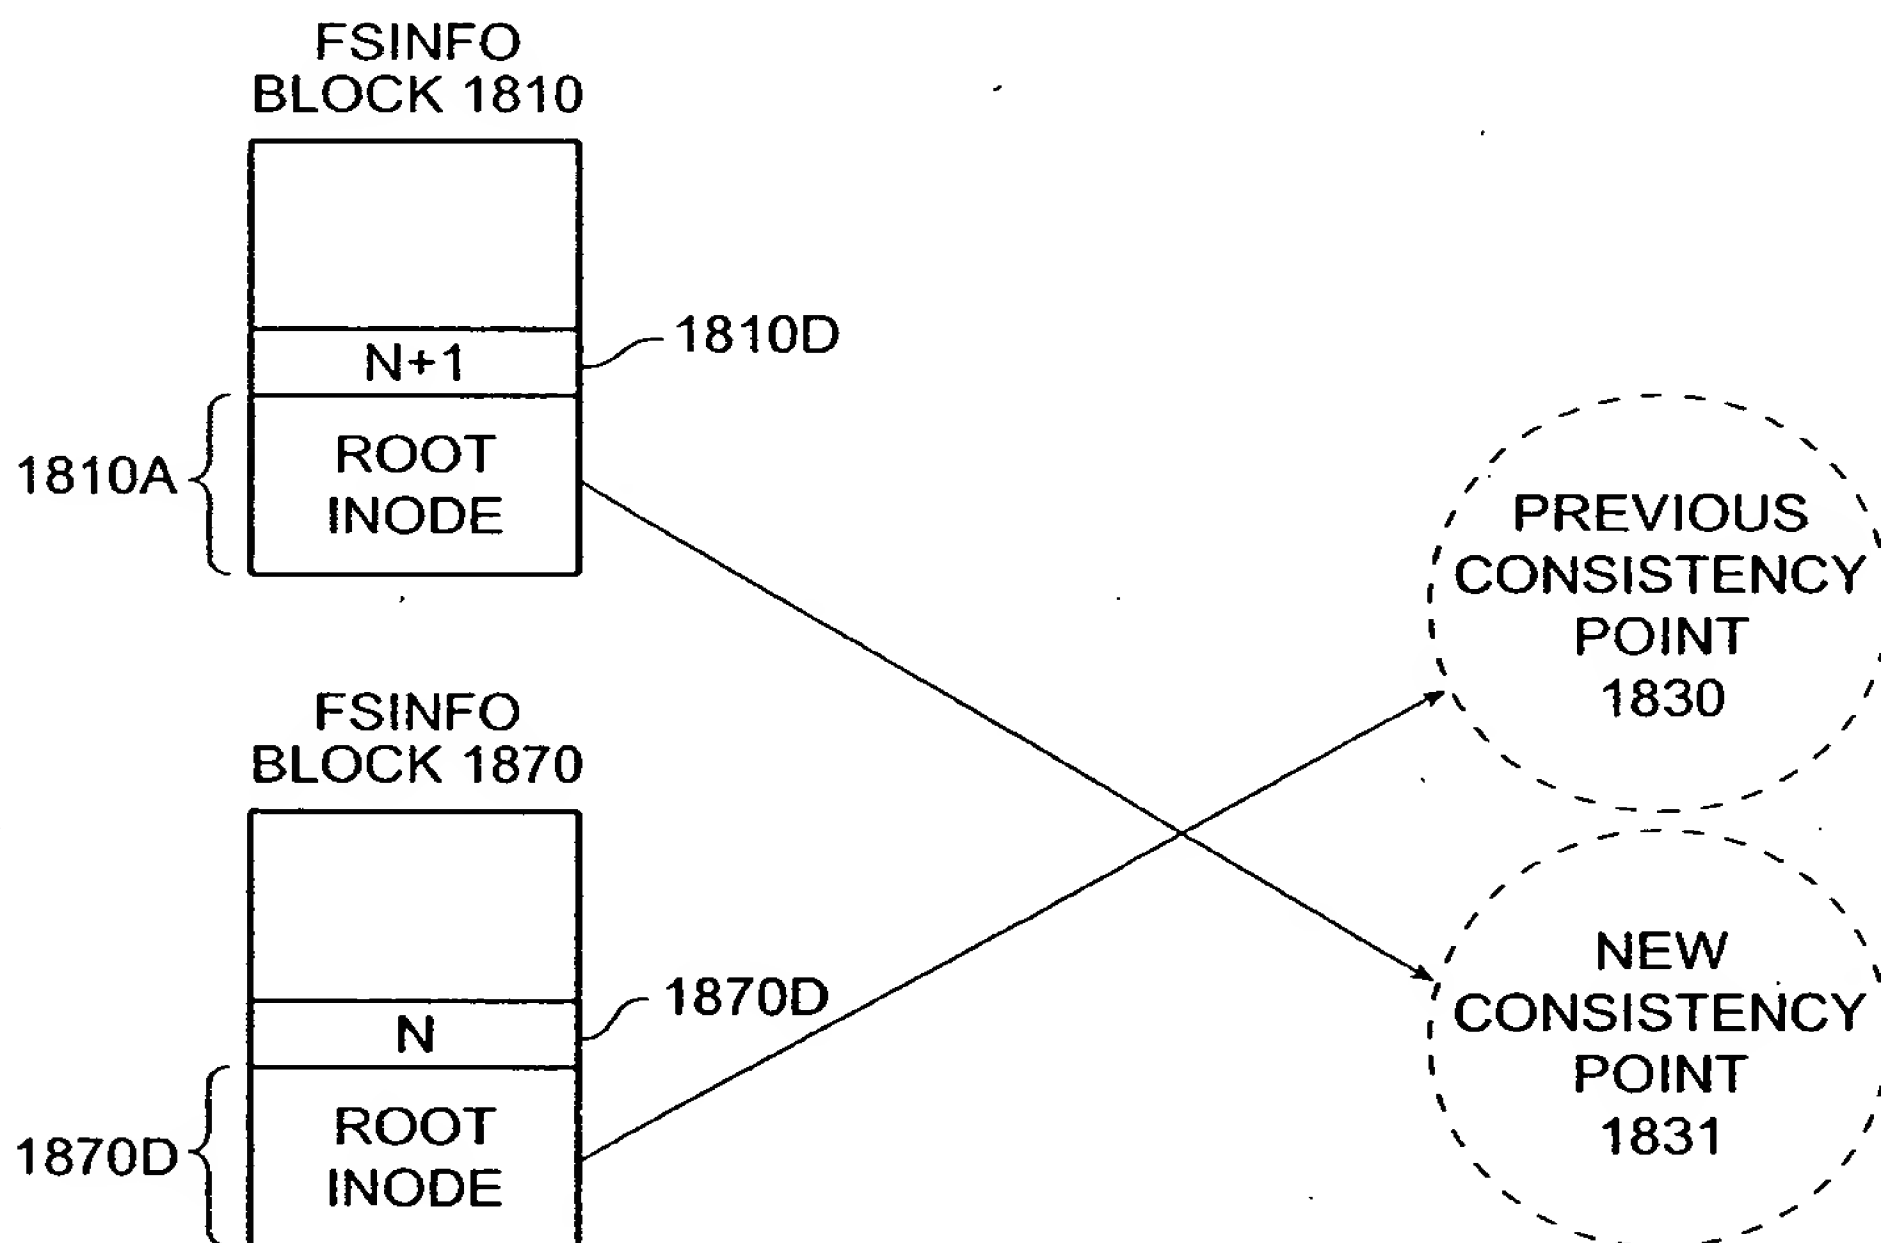 FSINFO
BLOCK 1810
N+1
1810D
1810A
ROOT
INODE
PREVIOUS
CONSISTENCY
POINT
1830
FSINFO
BLOCK 1870
N
1870D
1870D
ROOT
INODE
NEW
CONSISTENCY
POINT
1831